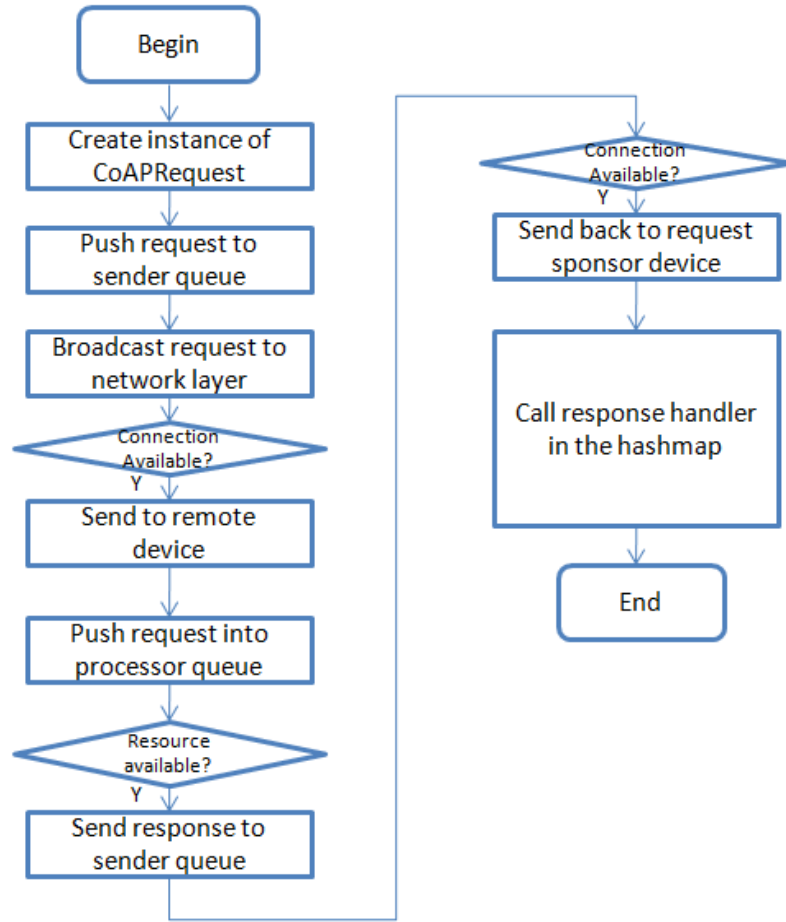 Begin
Create instance of
CoAPRequest
Push request to
sender queue
Broadcast request to
network layer
Connection
Available?
Y
Send to remote
device
Push request into
processor queue
Resource
available?
Y
Send response to
sender queue
Connection
Available?
Y
Send back to request
sponsor device
Call response handler
in the hashmap
End